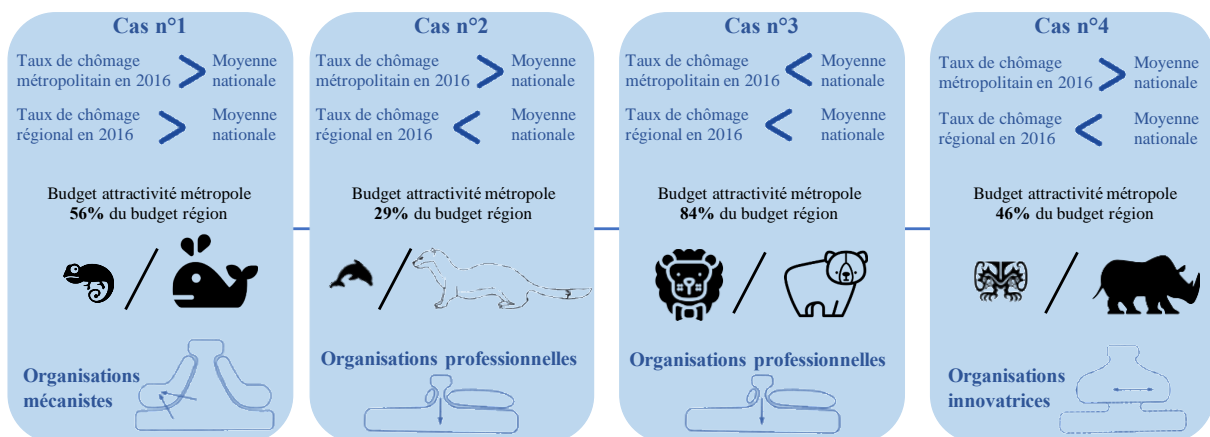 Cas n°1
Taux de chômage
métropolitain en 2016
>
Moyenne
nationale
Taux de chômage
régional en 2016
>
Moyenne
nationale
Budget attractivité métropole
56% du budget région
/
Organisations
mécanistes
Cas n°2
Taux de chômage
métropolitain en 2016
>
Moyenne
nationale
Taux de chômage
régional en 2016
<
Moyenne
nationale
Budget attractivité métropole
29% du budget région
/
Organisations professionnelles
Cas n°3
Taux de chômage
métropolitain en 2016
<
Moyenne
nationale
Taux de chômage
régional en 2016
<
Moyenne
nationale
Budget attractivité métropole
84% du budget région
/
Organisations professionnelles
Cas n°4
Taux de chômage
métropolitain en 2016
>
Moyenne
nationale
Taux de chômage
régional en 2016
<
Moyenne
nationale
Budget attractivité métropole
46% du budget région
/
Organisations
innovatrices